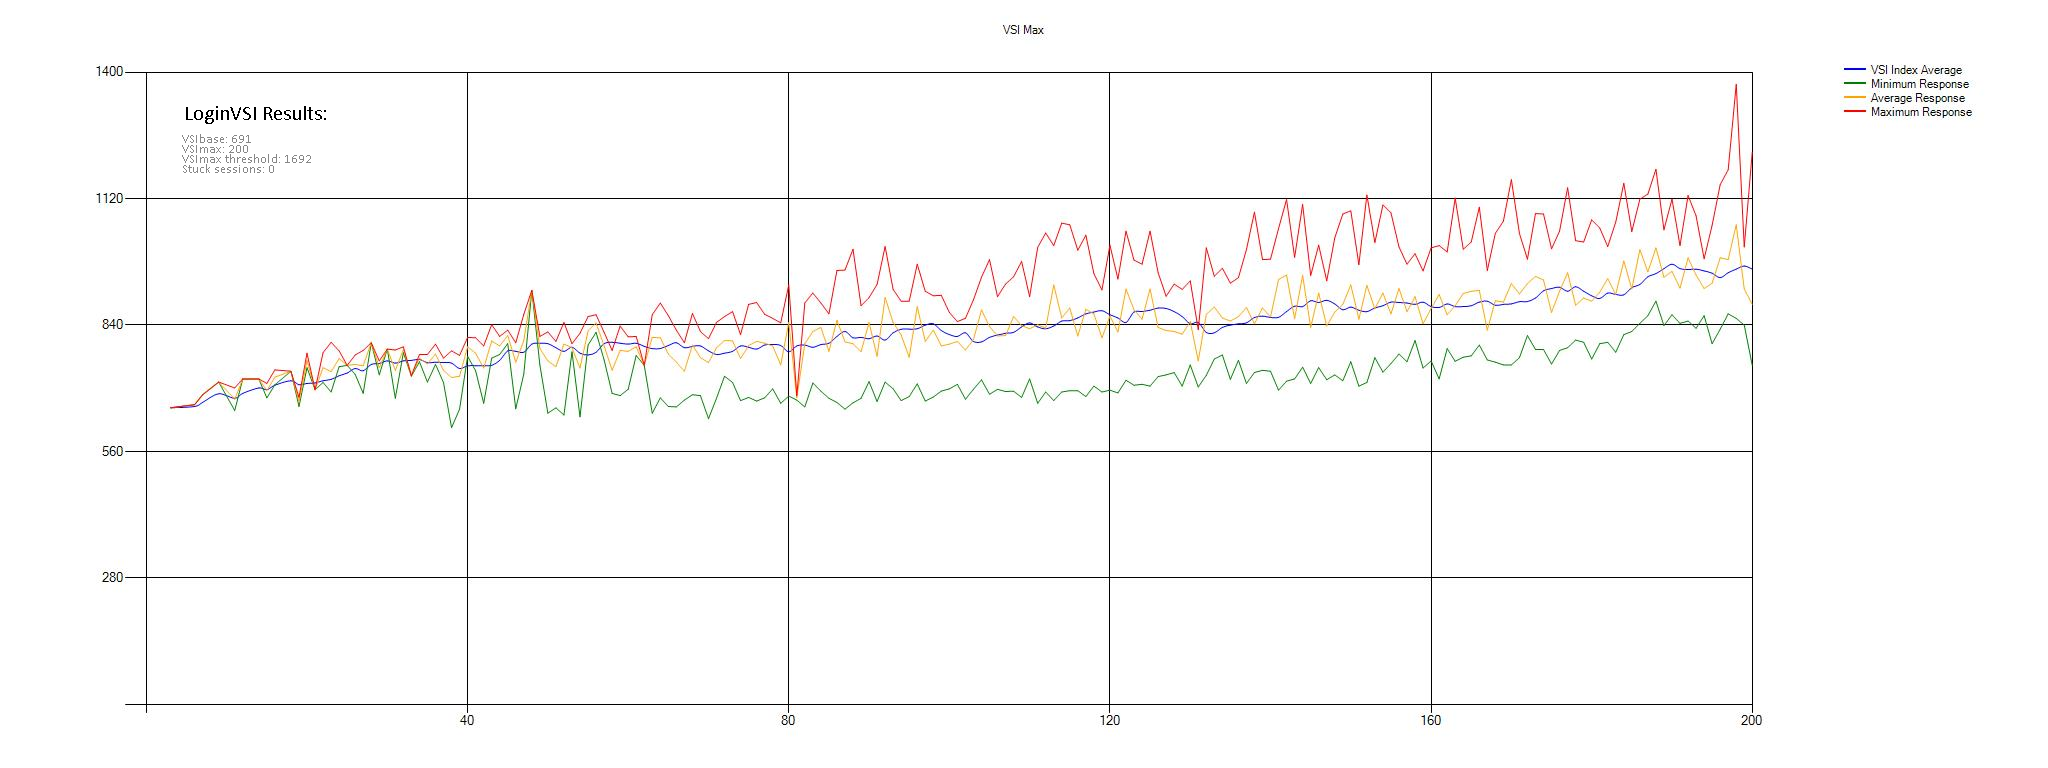 VSI Max
1400
1120
840
560
280
40
80
120
160
200
LoginVSI Results:
VSIbase: 691
VSImax: 200
VSImax threshold: 1692
Stuck sessions: 0
VSI Index Average
Minimum Response
Average Response
Maximum Response